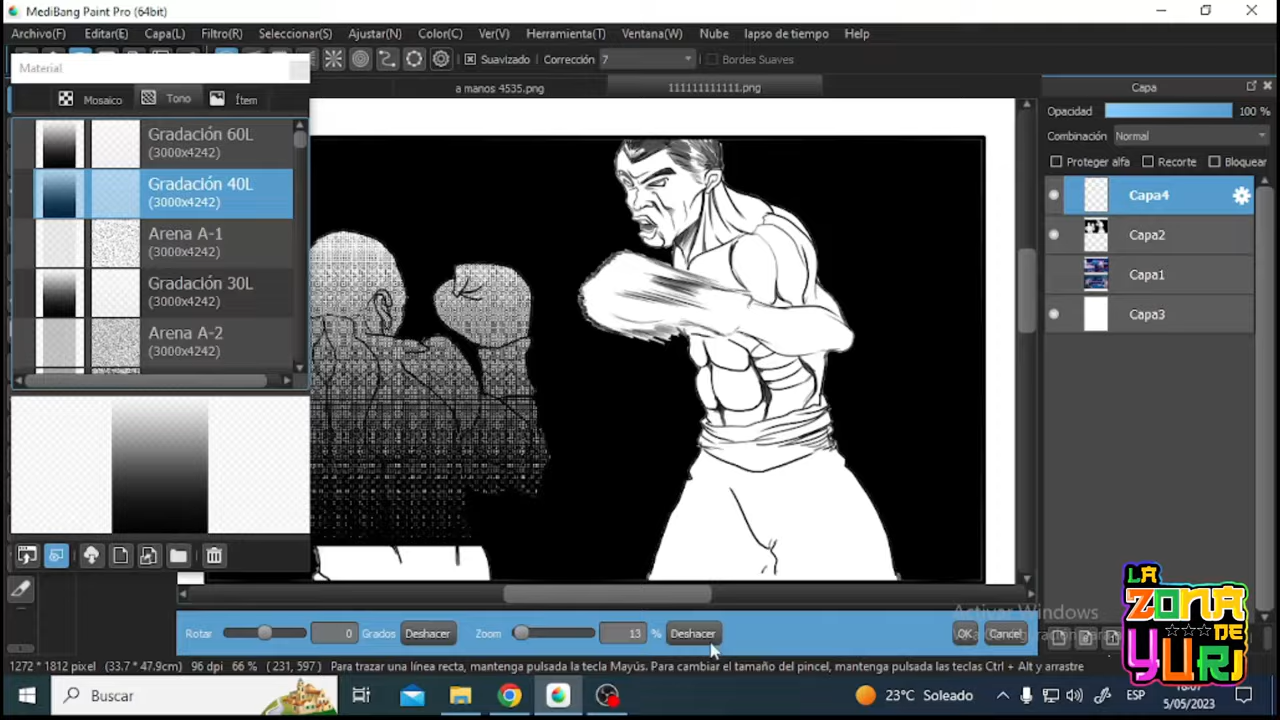 MediBang Paint Pro (64bit)
Archivo(F) Editar(E) Capa(L) Filtro(R) Seleccionar(S) Ajustar(N) Color(C) Ver(V) Herramienta(T) Ventana(W) Nube lapso de tiempo Help
Suavizado Corrección 7 Bordes Suaves
Material
a manos 4535.png 111111111111.png
Capa
Mosaico Tono Ítem
Opacidad 100 %
Combinación Normal
Proteger alfa Recorte Bloquear
Gradación 60L
(3000x4242)
Gradación 40L
(3000x4242)
Arena A-1
(3000x4242)
Gradación 30L
(3000x4242)
Arena A-2
(3000x4242)
Capa4
Capa2
Capa1
Capa3
Activar Windows
Rotar 0 Grados Deshacer Zoom 13 % Deshacer OK Cancel
1272 * 1812 pixel (33.7 * 47.9cm) 96 dpi 66 % (231, 597) Para trazar una línea recta, mantenga pulsada la tecla Mayús. Para cambiar el tamaño del pincel, mantenga pulsadas las teclas Ctrl + Alt y arrastre
LA
ZONA
DE
YURI
Buscar
23°C Soleado
ESP
5/05/2023